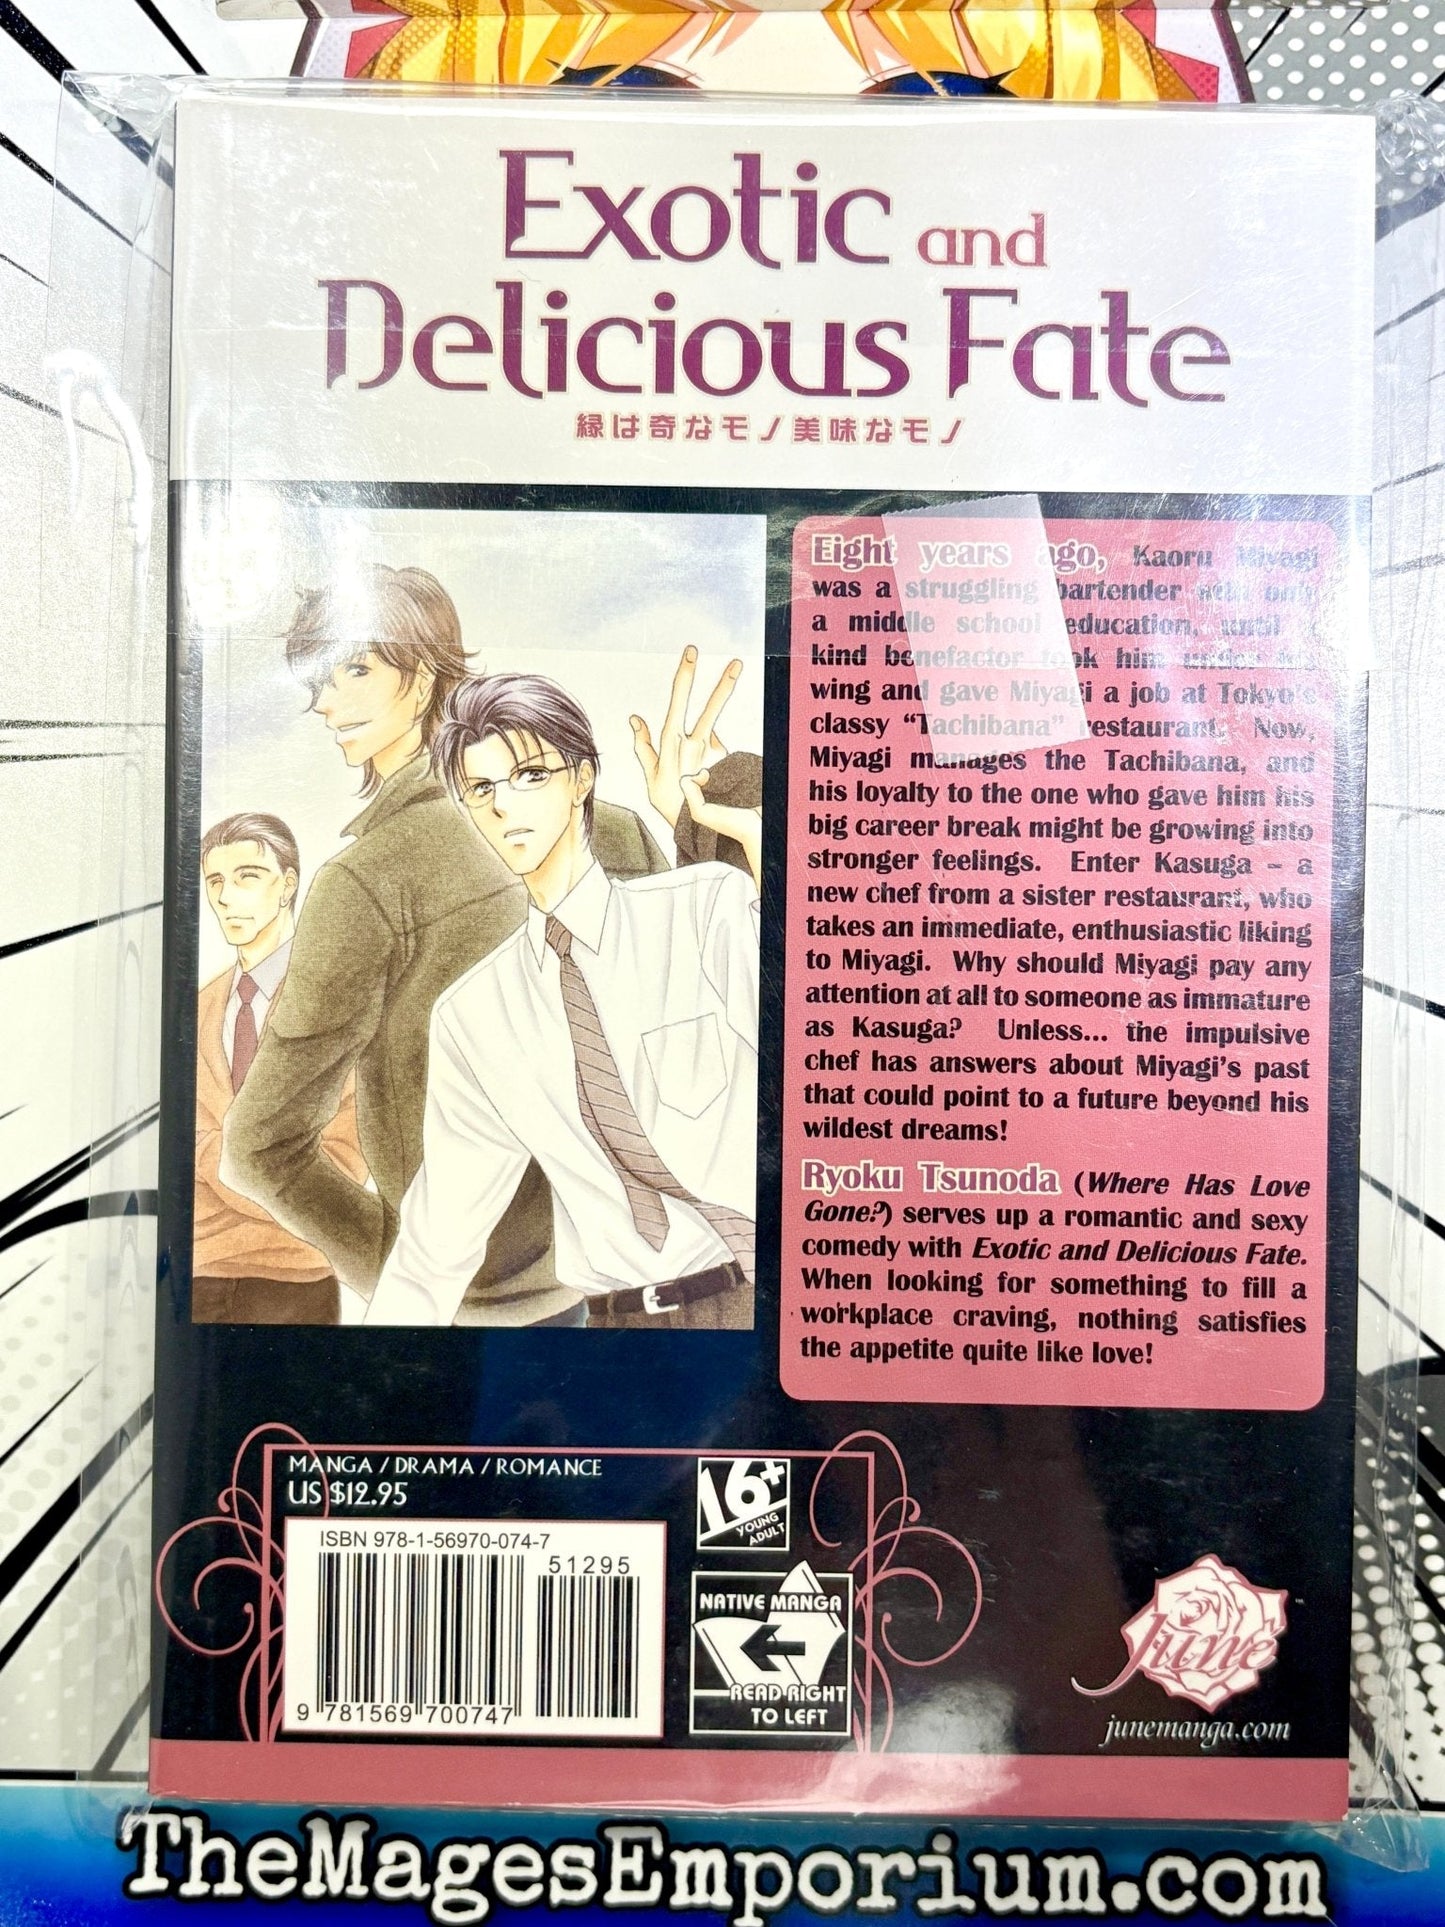 Exotic and
Delicious Fate
縁は奇なモノ美味なモノ
Eight years ago, Kaoru Miyagi
was a struggling bartender with only
a middle school education, until a
kind benefactor took him under his
wing and gave Miyagi a job at Tokyo's
classy “Tachibana” restaurant. Now,
Miyagi manages the Tachibana, and
his loyalty to the one who gave him his
big career break might be growing into
stronger feelings. Enter Kasuga – a
new chef from a sister restaurant, who
takes an immediate, enthusiastic liking
to Miyagi. Why should Miyagi pay any
attention at all to someone as immature
as Kasuga? Unless... the impulsive
chef has answers about Miyagi's past
that could point to a future beyond his
wildest dreams!
Ryoku Tsunoda (Where Has Love
Gone?) serves up a romantic and sexy
comedy with Exotic and Delicious Fate.
When looking for something to fill a
workplace craving, nothing satisfies
the appetite quite like love!
MANGA / DRAMA / ROMANCE
US $12.95
ISBN 978-1-56970-074-7
51295
9 781569 700747
16+
YOUNG
ADULT
NATIVE MANGA
READ RIGHT
TO LEFT
June
junemanga.com
TheMagesEmporium.com